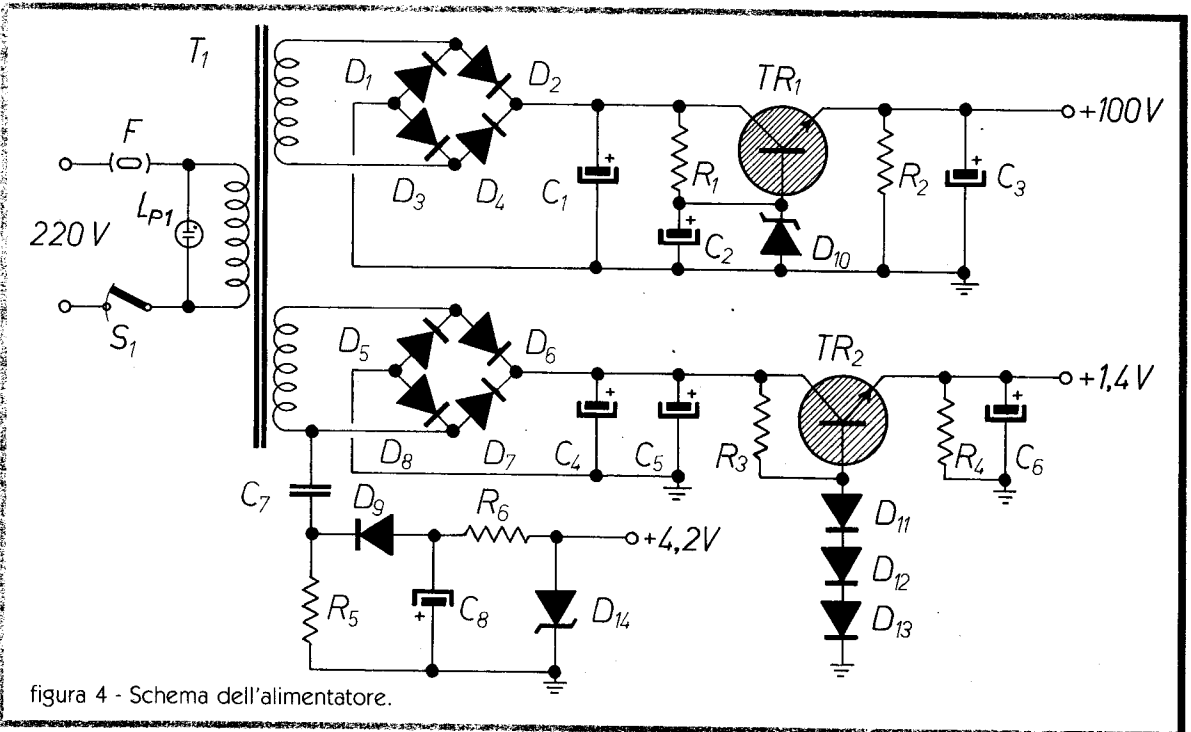 T1
D1
D2
TR1
+100V
F
LP1
220V
S1
D3
D4
C1
R1
C2
D10
R2
C3
D5
D6
TR2
+1,4V
D8
D7
C4
C5
R3
R4
C6
C7
D9
R6
+4,2V
R5
C8
D14
D11
D12
D13
+
+
+
+
+
+
+
figura 4 - Schema dell'alimentatore.